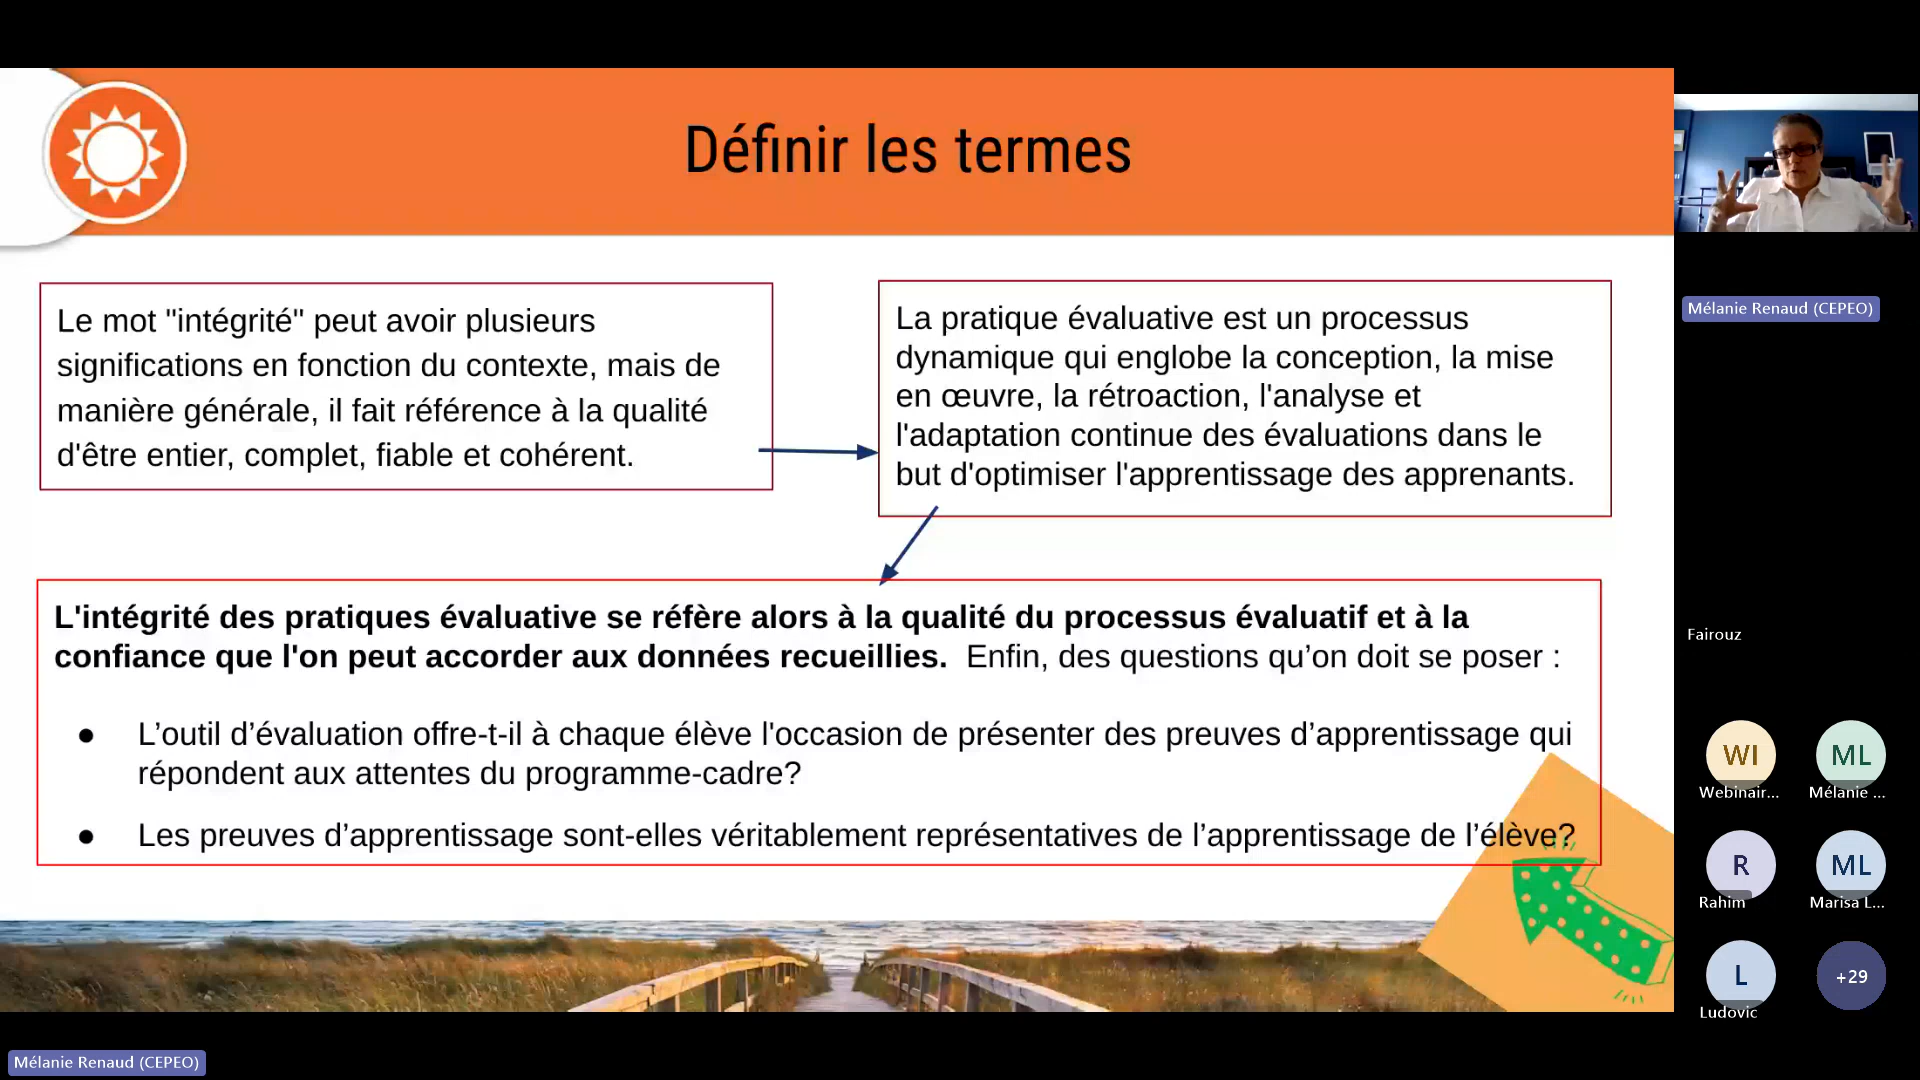 Définir les termes
Le mot "intégrité" peut avoir plusieurs
significations en fonction du contexte, mais de
manière générale, il fait référence à la qualité
d'être entier, complet, fiable et cohérent.
La pratique évaluative est un processus
dynamique qui englobe la conception, la mise
en œuvre, la rétroaction, l'analyse et
l'adaptation continue des évaluations dans le
but d'optimiser l'apprentissage des apprenants.
L'intégrité des pratiques évaluative se réfère alors à la qualité du processus évaluatif et à la
confiance que l'on peut accorder aux données recueillies. Enfin, des questions qu’on doit se poser :
● L’outil d’évaluation offre-t-il à chaque élève l'occasion de présenter des preuves d’apprentissage qui
répondent aux attentes du programme-cadre?
● Les preuves d’apprentissage sont-elles véritablement représentatives de l’apprentissage de l’élève?
Mélanie Renaud (CEPEO)
Fairouz
WI
ML
Webinair...
Mélanie ...
R
ML
Rahim
Marisa L...
L
+29
Ludovic
Mélanie Renaud (CEPEO)